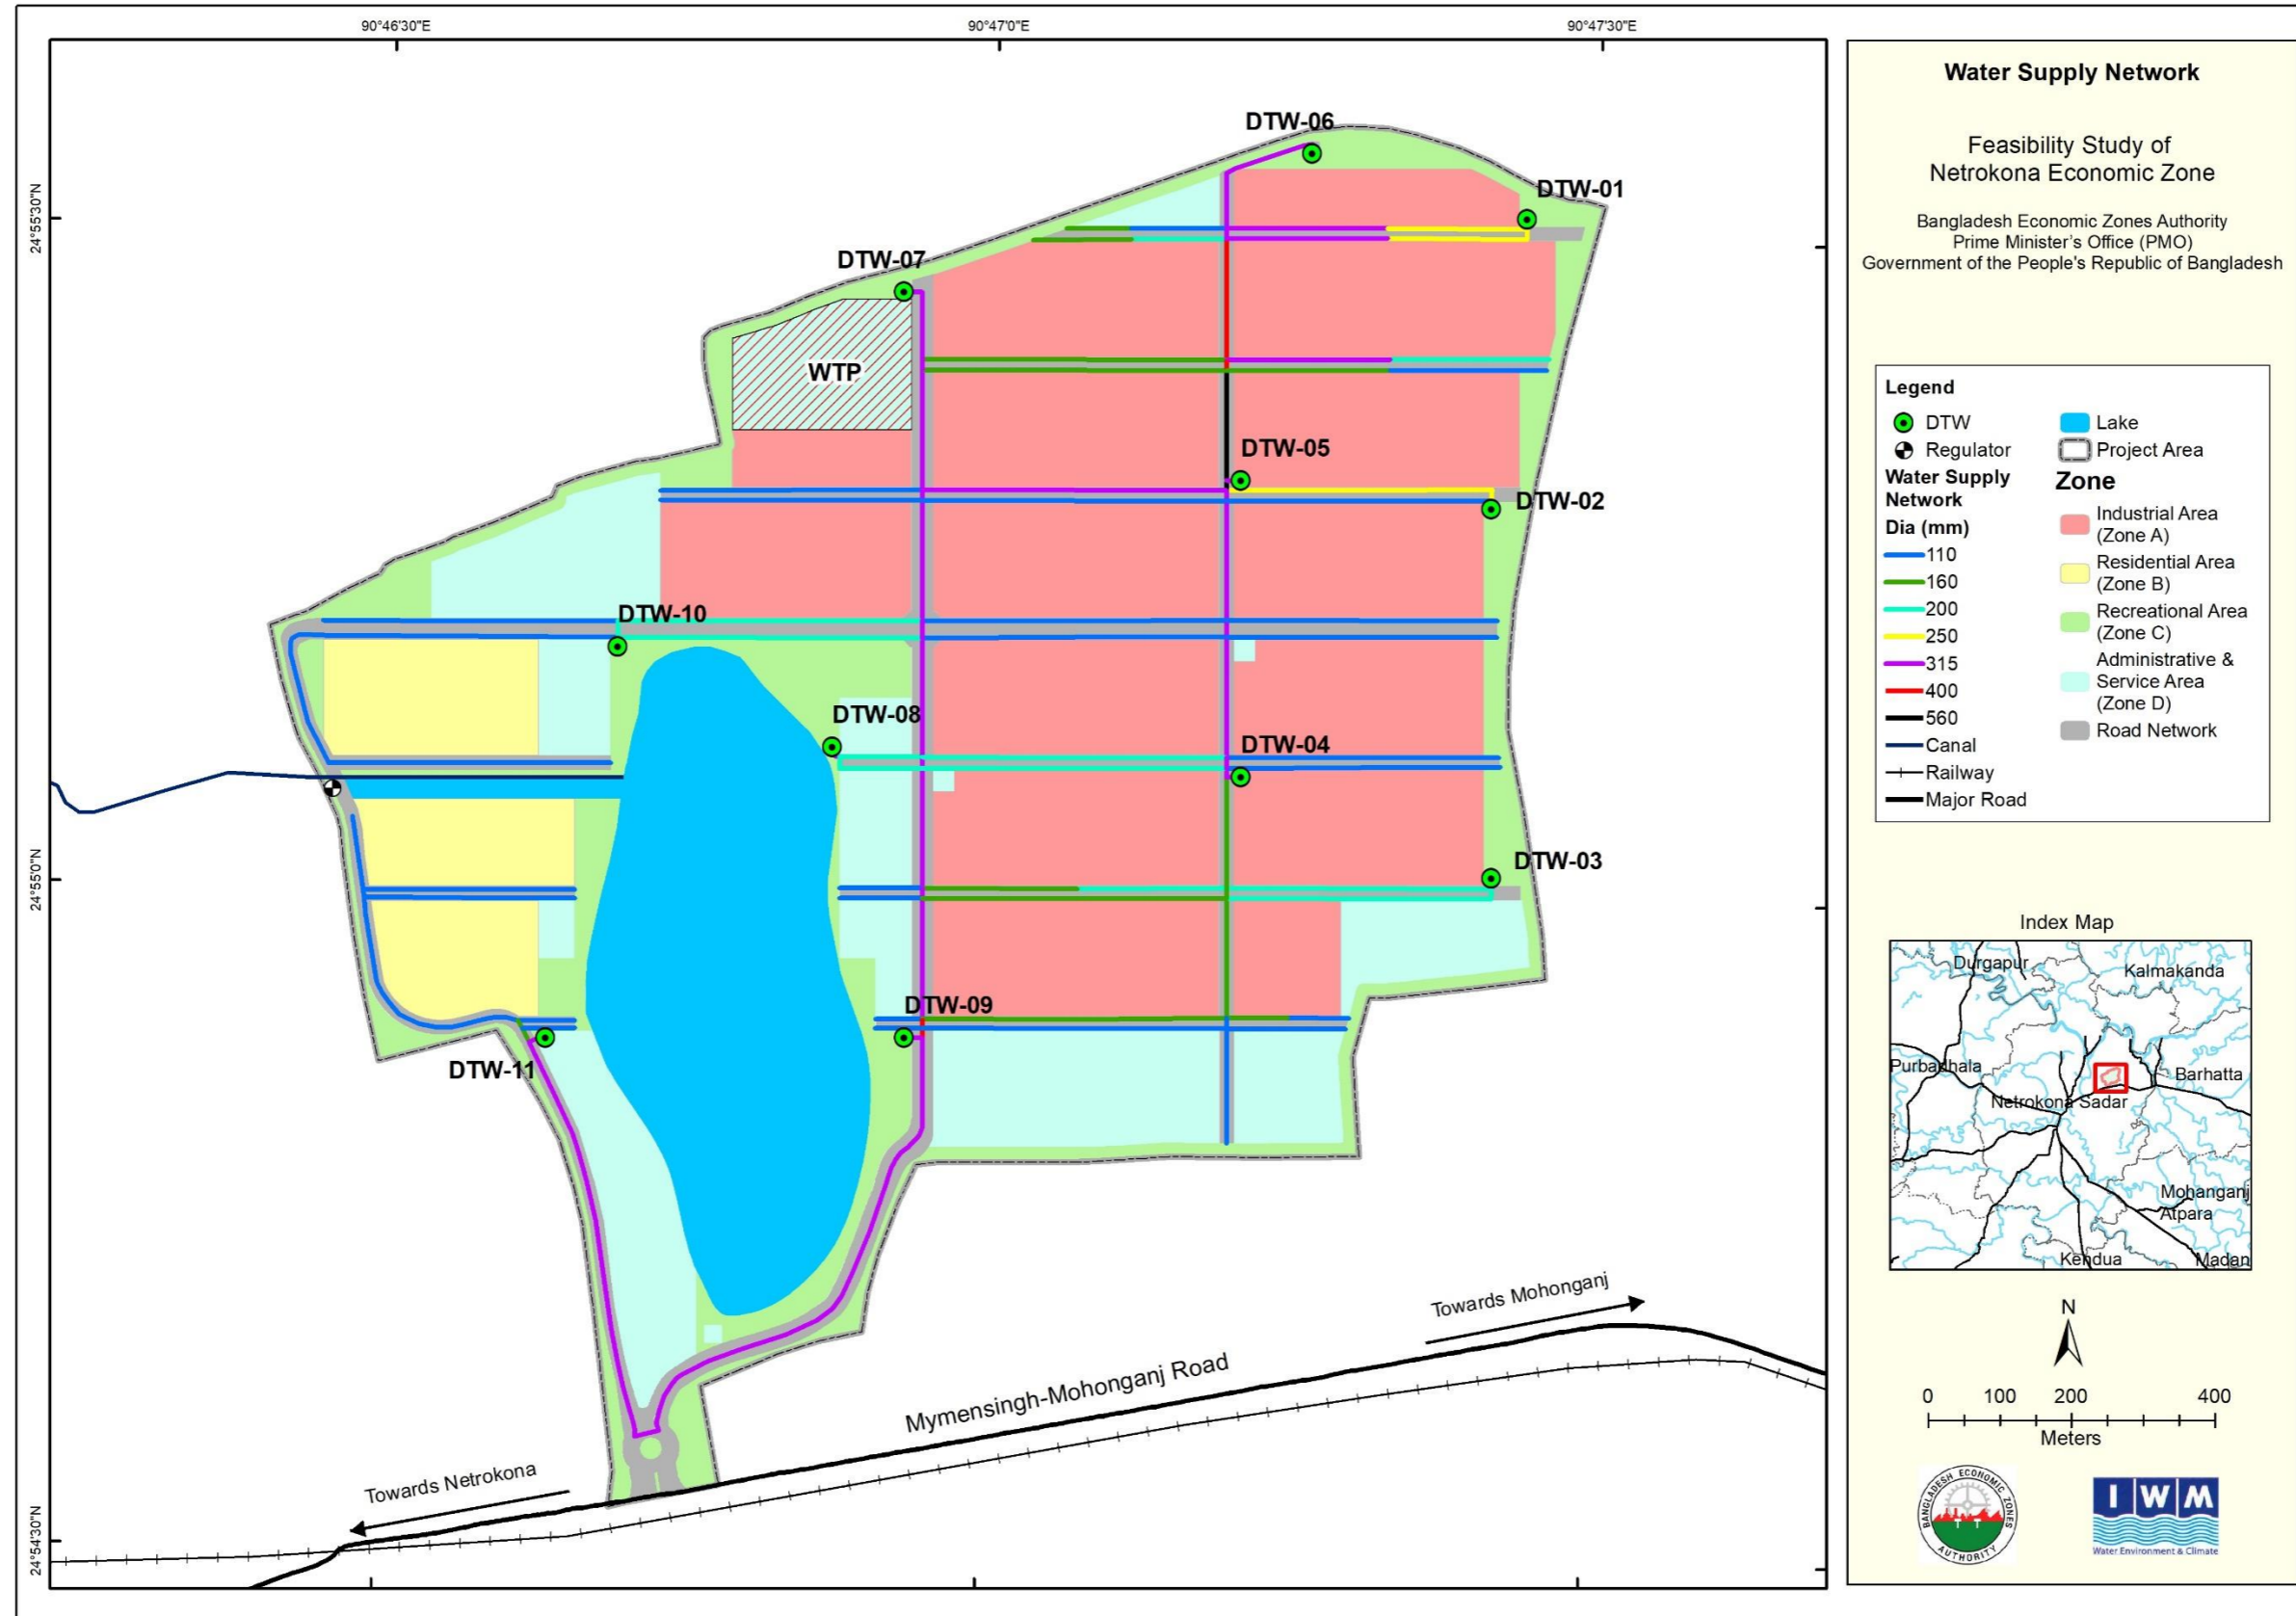 90°46'30"E
90°47'0"E
90°47'30"E
24°55'30"N
24°55'0"N
24°54'30"N
DTW-06
DTW-01
DTW-07
WTP
DTW-05
DTW-02
DTW-10
DTW-08
DTW-04
DTW-03
DTW-09
DTW-11
Towards Mohonganj
Mymensingh-Mohonganj Road
Towards Netrokona
Water Supply Network
Feasibility Study of
Netrokona Economic Zone
Bangladesh Economic Zones Authority
Prime Minister's Office (PMO)
Government of the People's Republic of Bangladesh
Legend
DTW
Regulator
Water Supply
Network
Dia (mm)
110
160
200
250
315
400
560
Canal
Railway
Major Road
Lake
Project Area
Zone
Industrial Area
(Zone A)
Residential Area
(Zone B)
Recreational Area
(Zone C)
Administrative &
Service Area
(Zone D)
Road Network
Index Map
Durgapur
Kalmakanda
Purbadhala
Barhatta
Netrokona Sadar
Mohanganj
Atpara
Kendua
Madan
N
0 100 200 400
Meters
BANGLADESH ECONOMIC ZONES
AUTHORITY
IWM
Water Environment & Climate